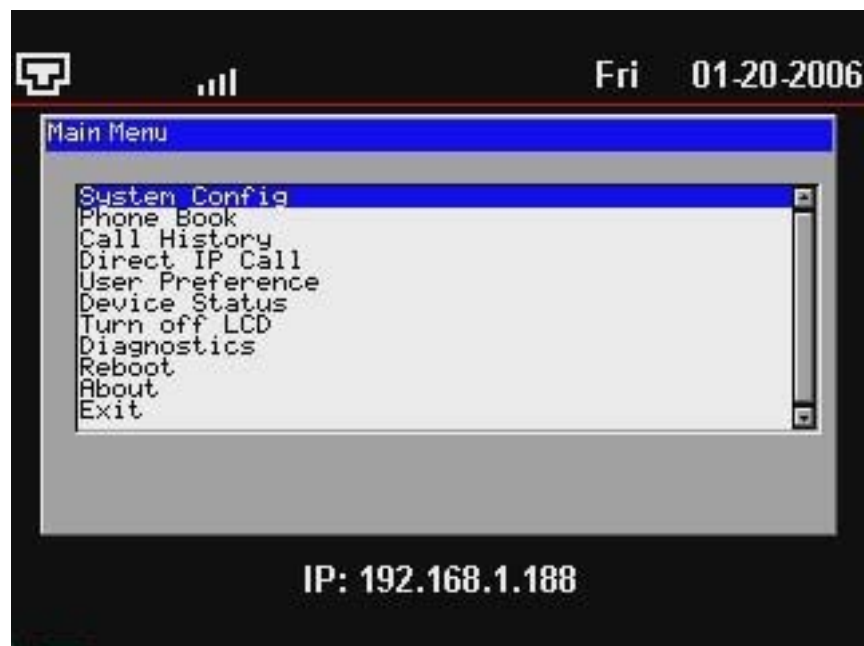 Fri 01-20-2006
Main Menu
System Config
Phone Book
Call History
Direct IP Call
User Preference
Device Status
Turn off LCD
Diagnostics
Reboot
About
Exit
IP: 192.168.1.188